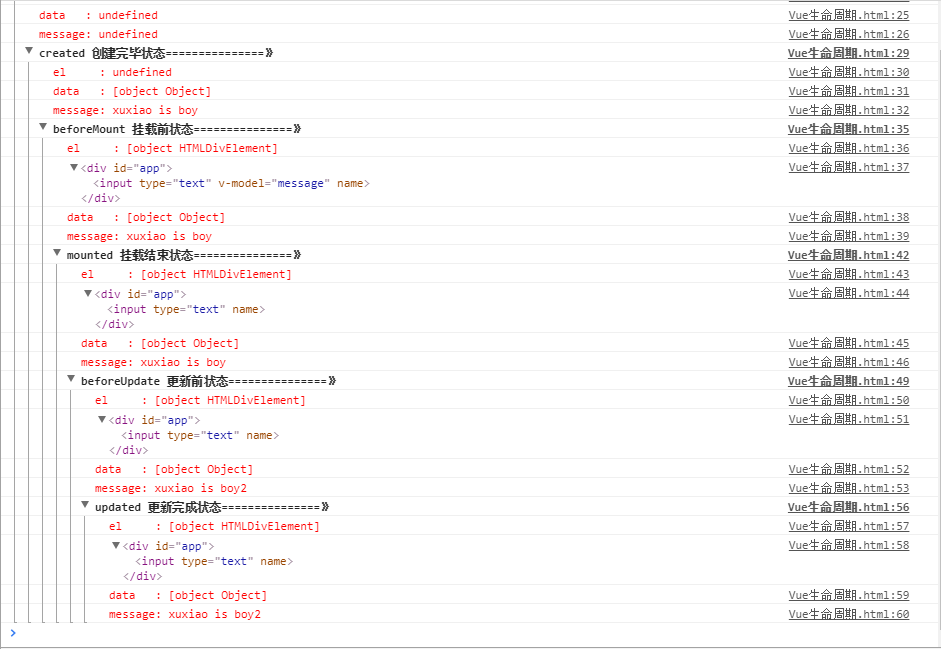 data   : undefined Vue生命周期.html:25
message: undefined Vue生命周期.html:26
▼ created 创建完毕状态===============》 Vue生命周期.html:29
el     : undefined Vue生命周期.html:30
data   : [object Object] Vue生命周期.html:31
message: xuxiao is boy Vue生命周期.html:32
▼ beforeMount 挂载前状态===============》 Vue生命周期.html:35
el     : [object HTMLDivElement] Vue生命周期.html:36
▼<div id="app"> Vue生命周期.html:37
<input type="text" v-model="message" name>
</div>
data   : [object Object] Vue生命周期.html:38
message: xuxiao is boy Vue生命周期.html:39
▼ mounted 挂载结束状态===============》 Vue生命周期.html:42
el     : [object HTMLDivElement] Vue生命周期.html:43
▼<div id="app"> Vue生命周期.html:44
<input type="text" name>
</div>
data   : [object Object] Vue生命周期.html:45
message: xuxiao is boy Vue生命周期.html:46
▼ beforeUpdate 更新前状态===============》 Vue生命周期.html:49
el     : [object HTMLDivElement] Vue生命周期.html:50
▼<div id="app"> Vue生命周期.html:51
<input type="text" name>
</div>
data   : [object Object] Vue生命周期.html:52
message: xuxiao is boy2 Vue生命周期.html:53
▼ updated 更新完成状态===============》 Vue生命周期.html:56
el     : [object HTMLDivElement] Vue生命周期.html:57
▼<div id="app"> Vue生命周期.html:58
<input type="text" name>
</div>
data   : [object Object] Vue生命周期.html:59
message: xuxiao is boy2 Vue生命周期.html:60
>